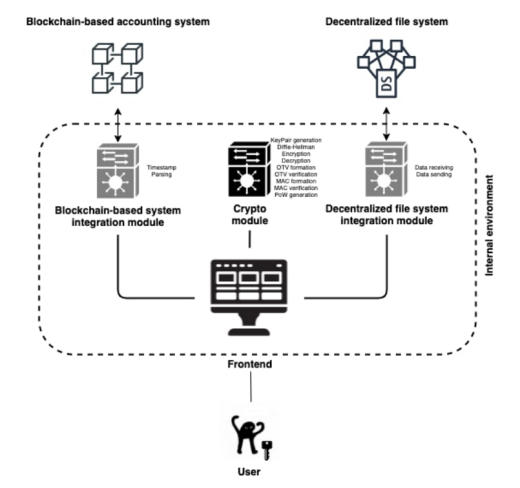 Blockchain-based accounting system
Decentralized file system
DS
KeyPair generation
Diffie-Hellman
Encryption
Decryption
OTV formation
OTV verification
MAC formation
MAC verification
PoW generation
Timestamp
Parsing
Data receiving
Data sending
Blockchain-based system
integration module
Crypto
module
Decentralized file system
integration module
Internal environment
Frontend
User